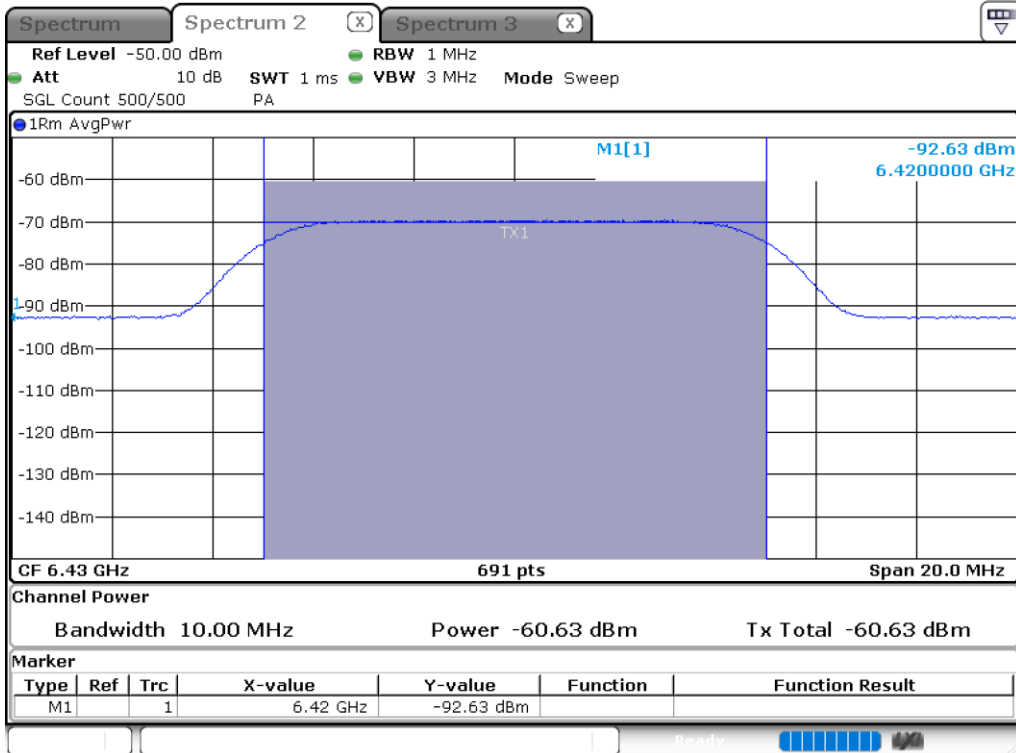 Spectrum Spectrum 2 X Spectrum 3 X
Ref Level -50.00 dBm RBW 1 MHz
Att 10 dB SWT 1 ms VBW 3 MHz Mode Sweep
SGL Count 500/500 PA
1Rm AvgPwr
M1[1] -92.63 dBm
6.4200000 GHz
-60 dBm
-70 dBm
TX1
-80 dBm
1
-90 dBm
-100 dBm
-110 dBm
-120 dBm
-130 dBm
-140 dBm
CF 6.43 GHz 691 pts Span 20.0 MHz
Channel Power
Bandwidth 10.00 MHz Power -60.63 dBm Tx Total -60.63 dBm
Marker
Type Ref Trc X-value Y-value Function Function Result
M1 1 6.42 GHz -92.63 dBm
Ready